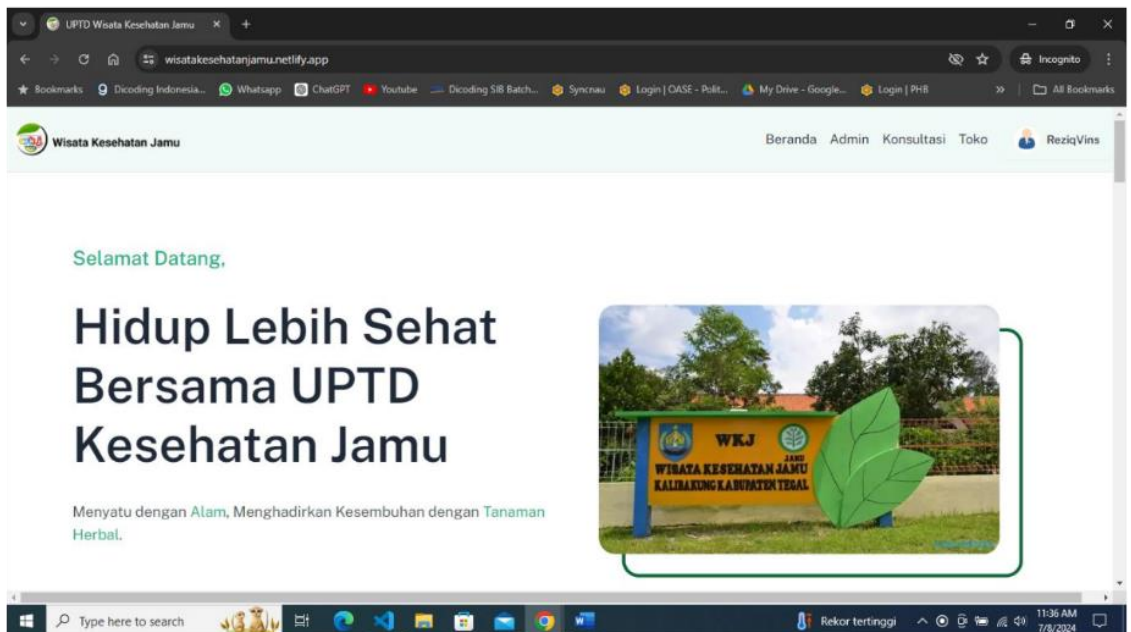 UPTD Wisata Kesehatan Jamu
wisatakesehatanjamu.netlify.app
Incognito
Bookmarks Dicoding Indonesia... Whatsapp ChatGPT Youtube Dicoding SIB Batch... Syncnau Login | OASE - Polit... My Drive - Google... Login | PHB » All Bookmarks
Wisata Kesehatan Jamu
Beranda Admin Konsultasi Toko ReziqVins
Selamat Datang,
Hidup Lebih Sehat
Bersama UPTD
Kesehatan Jamu
Menyatu dengan Alam, Menghadirkan Kesembuhan dengan Tanaman
Herbal.
WKJ
JAMU
WISATA KESEHATAN JAMU
KALIBAKUNG KABUPATEN TEGAL
Type here to search
Rekor tertinggi
11:36 AM
7/8/2024